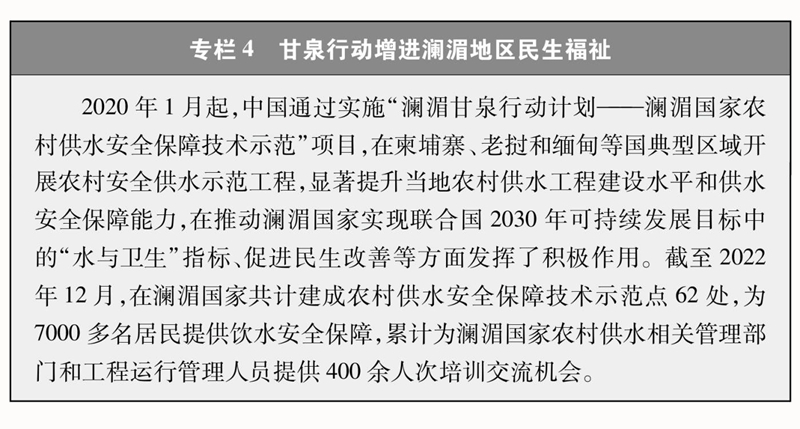 专栏 4　甘泉行动增进澜湄地区民生福祉
2020 年 1 月起，中国通过实施“澜湄甘泉行动计划——澜湄国家农
村供水安全保障技术示范”项目，在柬埔寨、老挝和缅甸等国典型区域开
展农村安全供水示范工程，显著提升当地农村供水工程建设水平和供水
安全保障能力，在推动澜湄国家实现联合国 2030 年可持续发展目标中
的“水与卫生”指标、促进民生改善等方面发挥了积极作用。截至 2022
年 12 月，在澜湄国家共计建成农村供水安全保障技术示范点 62 处，为
7000 多名居民提供饮水安全保障，累计为澜湄国家农村供水相关管理部
门和工程运行管理人员提供 400 余人次培训交流机会。